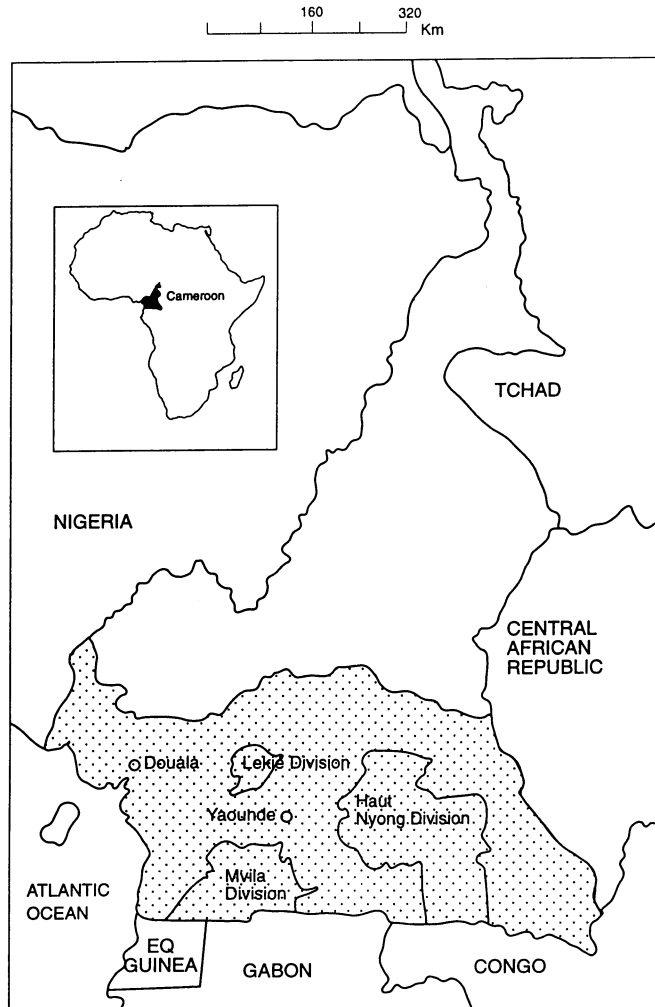 160 320
Km
Cameroon
TCHAD
NIGERIA
CENTRAL
AFRICAN
REPUBLIC
Douala
Lekie Division
Haut
Nyong Division
Yaounde
Mvila
Division
ATLANTIC
OCEAN
EQ
GUINEA
GABON
CONGO